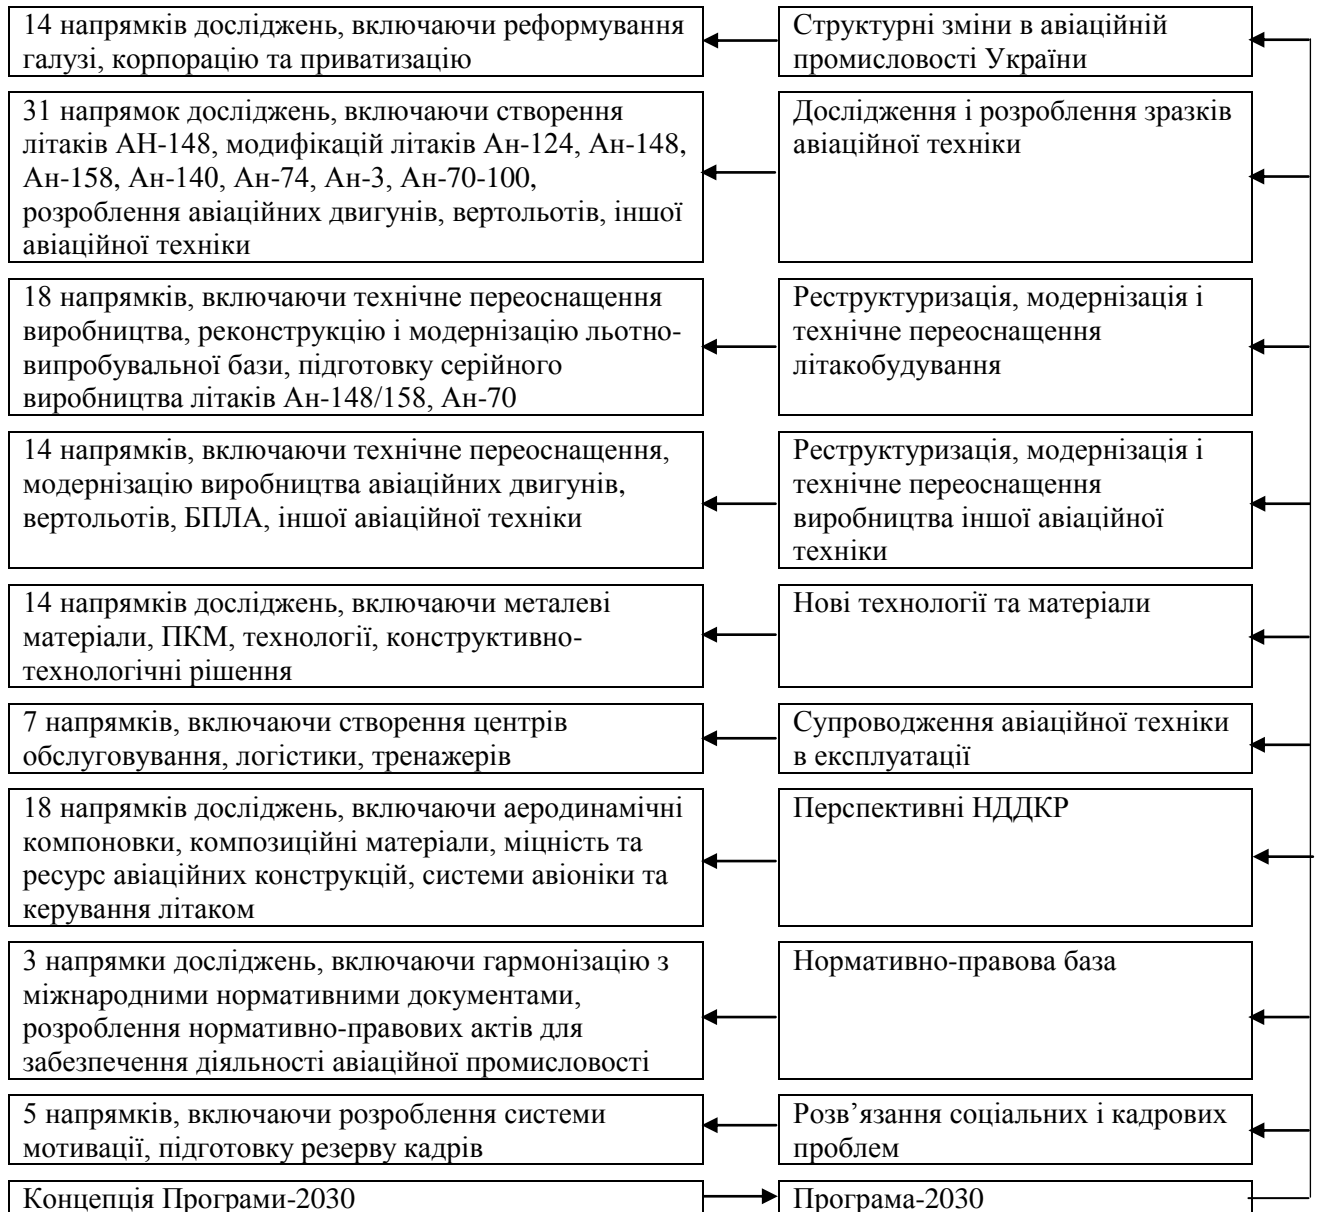 14 напрямків досліджень, включаючи реформування
галузі, корпорацію та приватизацію
Структурні зміни в авіаційній
промисловості України
31 напрямок досліджень, включаючи створення
літаків АН-148, модифікацій літаків Ан-124, Ан-148,
Ан-158, Ан-140, Ан-74, Ан-3, Ан-70-100,
розроблення авіаційних двигунів, вертольотів, іншої
авіаційної техніки
Дослідження і розроблення зразків
авіаційної техніки
18 напрямків, включаючи технічне переоснащення
виробництва, реконструкцію і модернізацію льотно-
випробувальної бази, підготовку серійного
виробництва літаків Ан-148/158, Ан-70
Реструктуризація, модернізація і
технічне переоснащення
літакобудування
14 напрямків, включаючи технічне переоснащення,
модернізацію виробництва авіаційних двигунів,
вертольотів, БПЛА, іншої авіаційної техніки
Реструктуризація, модернізація і
технічне переоснащення
виробництва іншої авіаційної
техніки
14 напрямків досліджень, включаючи металеві
матеріали, ПКМ, технології, конструктивно-
технологічні рішення
Нові технології та матеріали
7 напрямків, включаючи створення центрів
обслуговування, логістики, тренажерів
Супроводження авіаційної техніки
в експлуатації
18 напрямків досліджень, включаючи аеродинамічні
компоновки, композиційні матеріали, міцність та
ресурс авіаційних конструкцій, системи авіоніки та
керування літаком
Перспективні НДДКР
3 напрямки досліджень, включаючи гармонізацію з
міжнародними нормативними документами,
розроблення нормативно-правових актів для
забезпечення діяльності авіаційної промисловості
Нормативно-правова база
5 напрямків, включаючи розроблення системи
мотивації, підготовку резерву кадрів
Розв’язання соціальних і кадрових
проблем
Концепція Програми-2030
Програма-2030